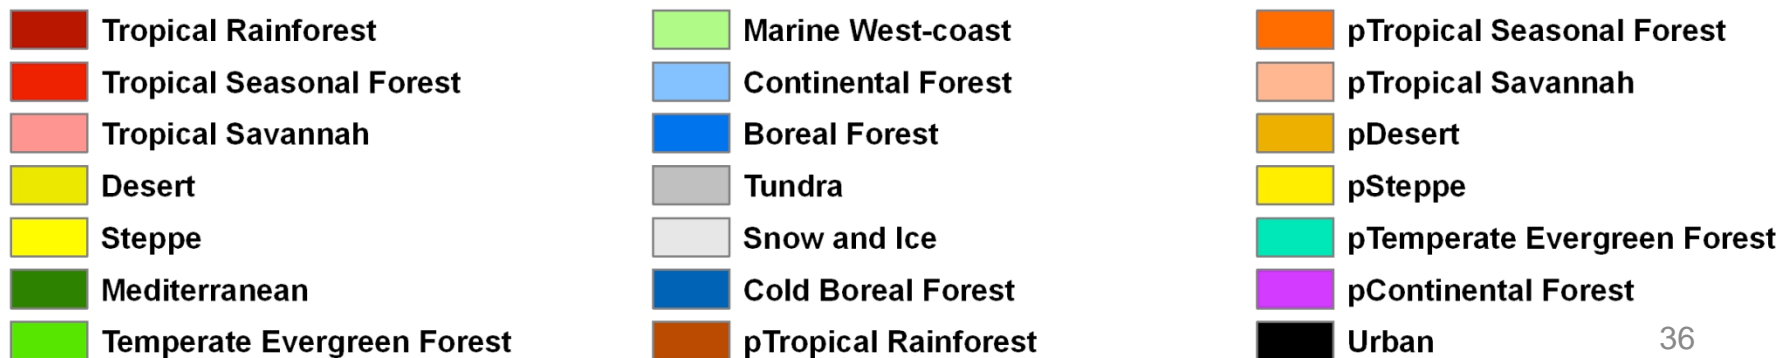 Tropical Rainforest
Tropical Seasonal Forest
Tropical Savannah
Desert
Steppe
Mediterranean
Temperate Evergreen Forest
Marine West-coast
Continental Forest
Boreal Forest
Tundra
Snow and Ice
Cold Boreal Forest
pTropical Rainforest
pTropical Seasonal Forest
pTropical Savannah
pDesert
pSteppe
pTemperate Evergreen Forest
pContinental Forest
Urban
36